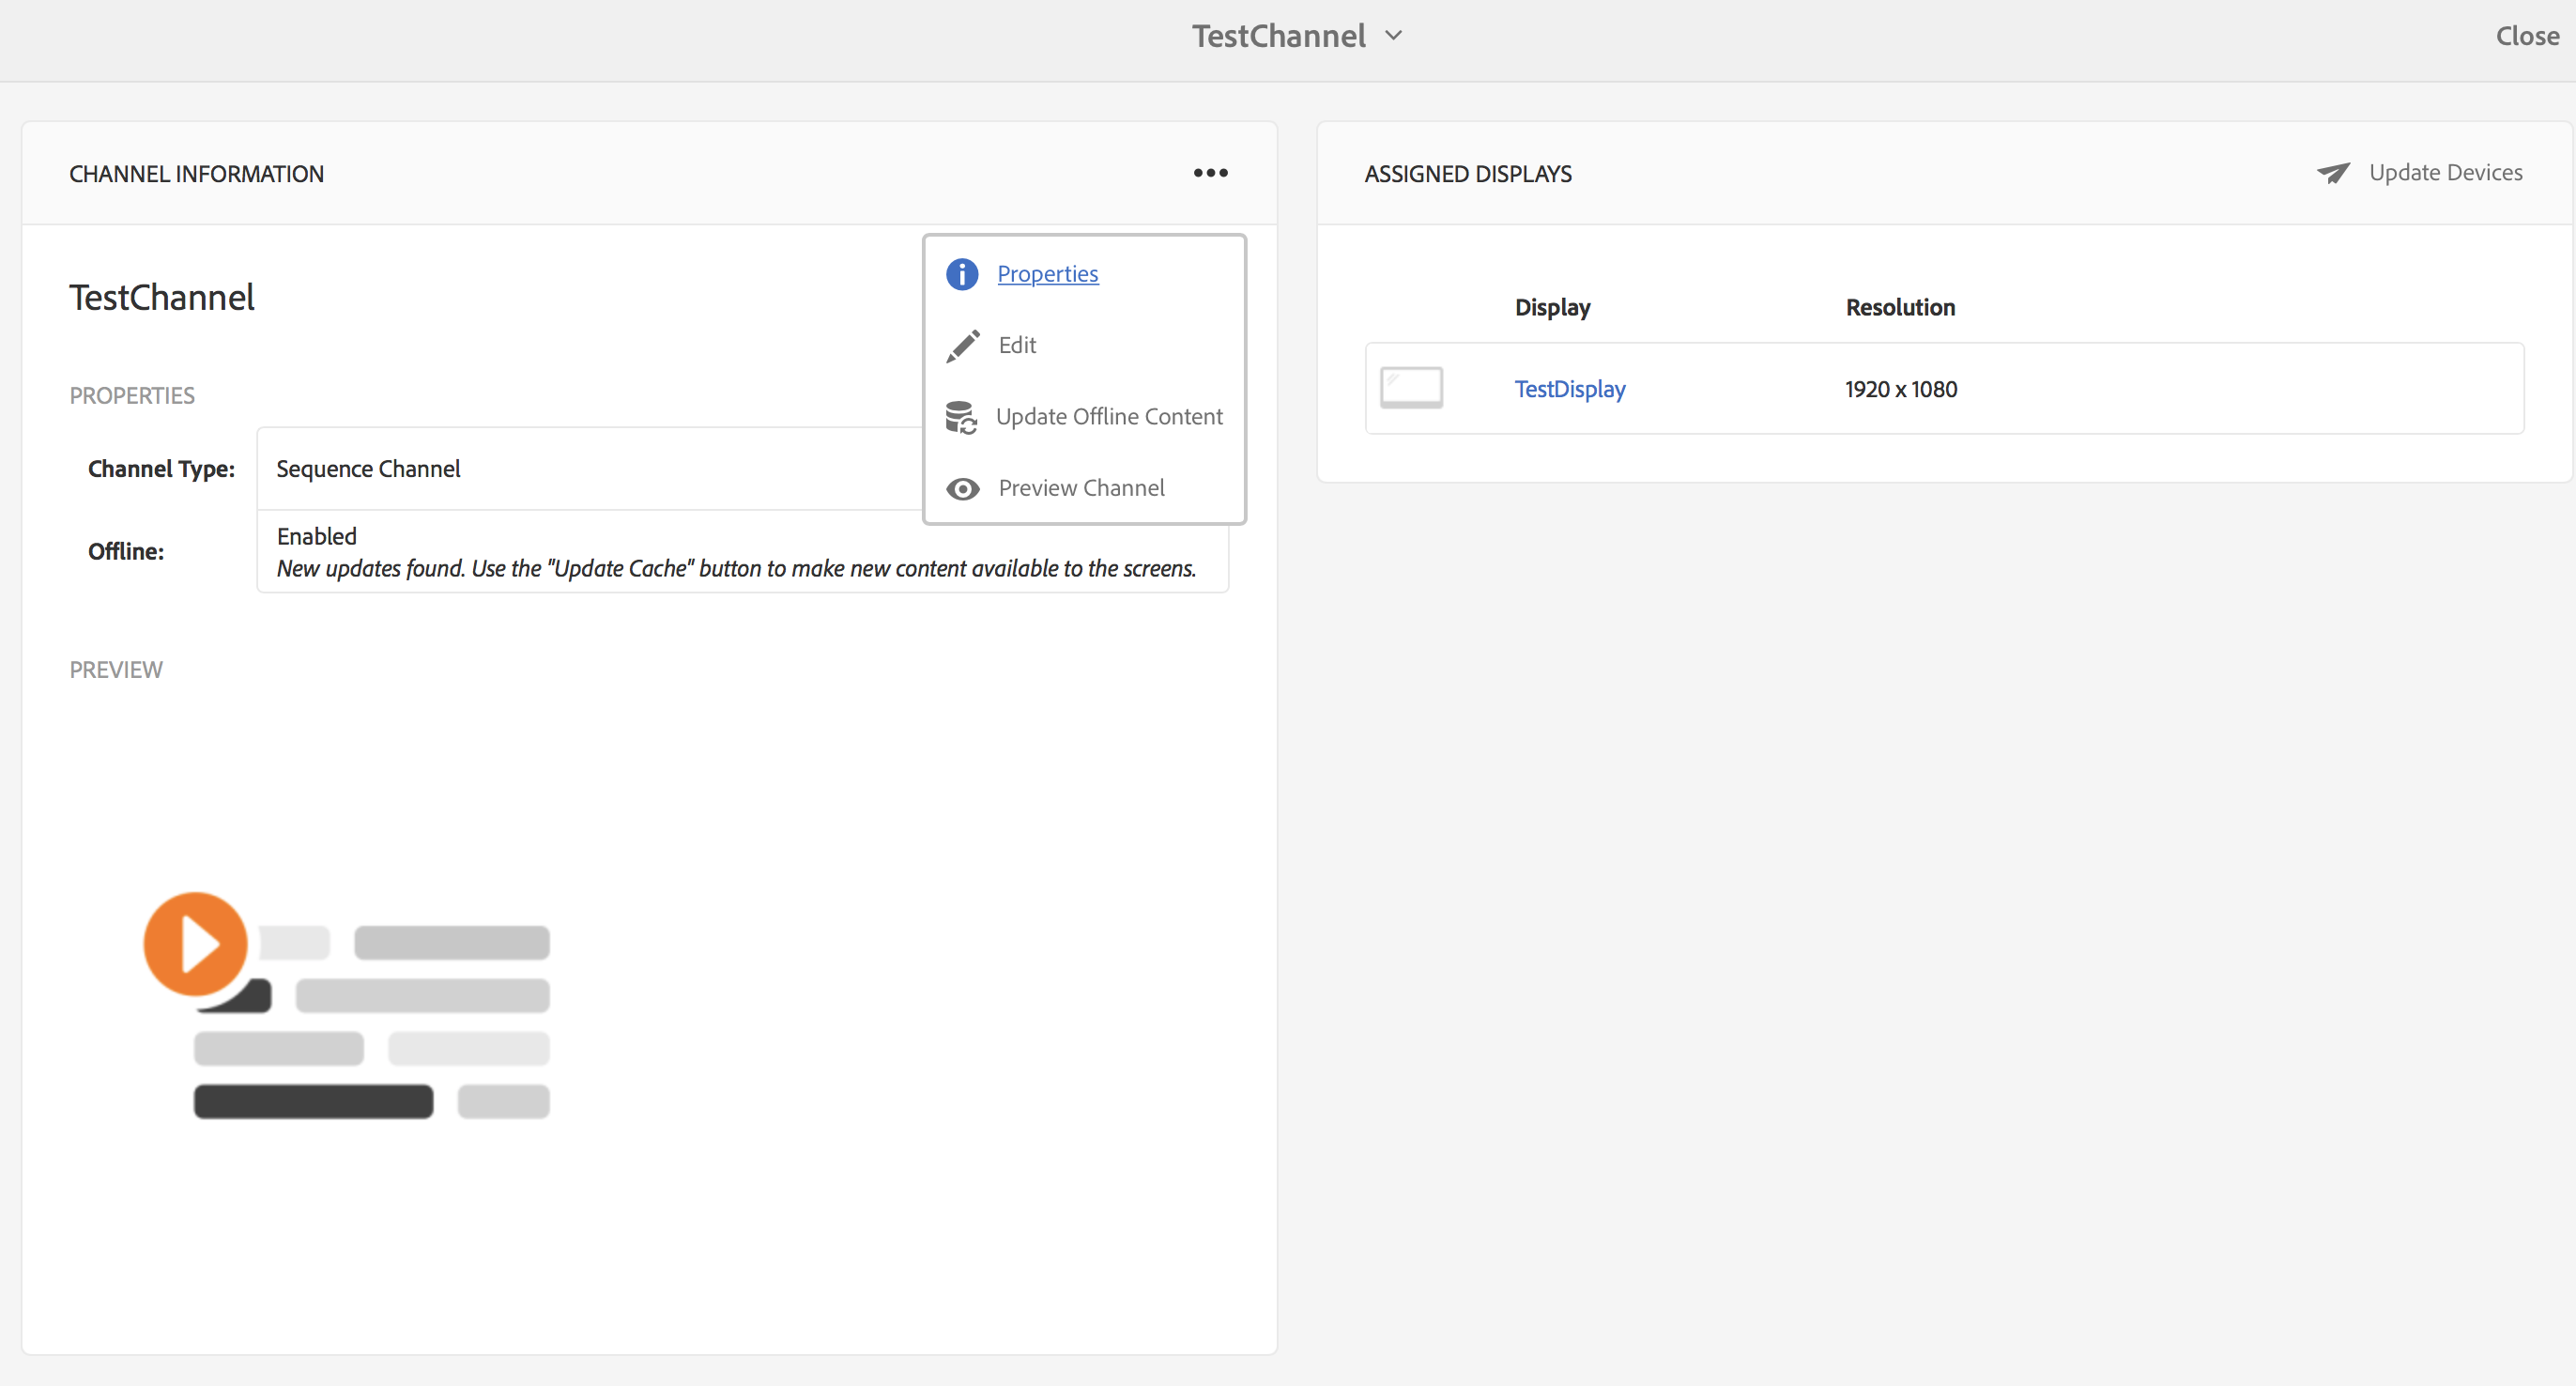 TestChannel
Close
CHANNEL INFORMATION
Properties
Edit
Update Offline Content
Preview Channel
TestChannel
PROPERTIES
Channel Type: Sequence Channel
Offline: Enabled
New updates found. Use the "Update Cache" button to make new content available to the screens.
PREVIEW
ASSIGNED DISPLAYS
Update Devices
Display Resolution
TestDisplay 1920 x 1080